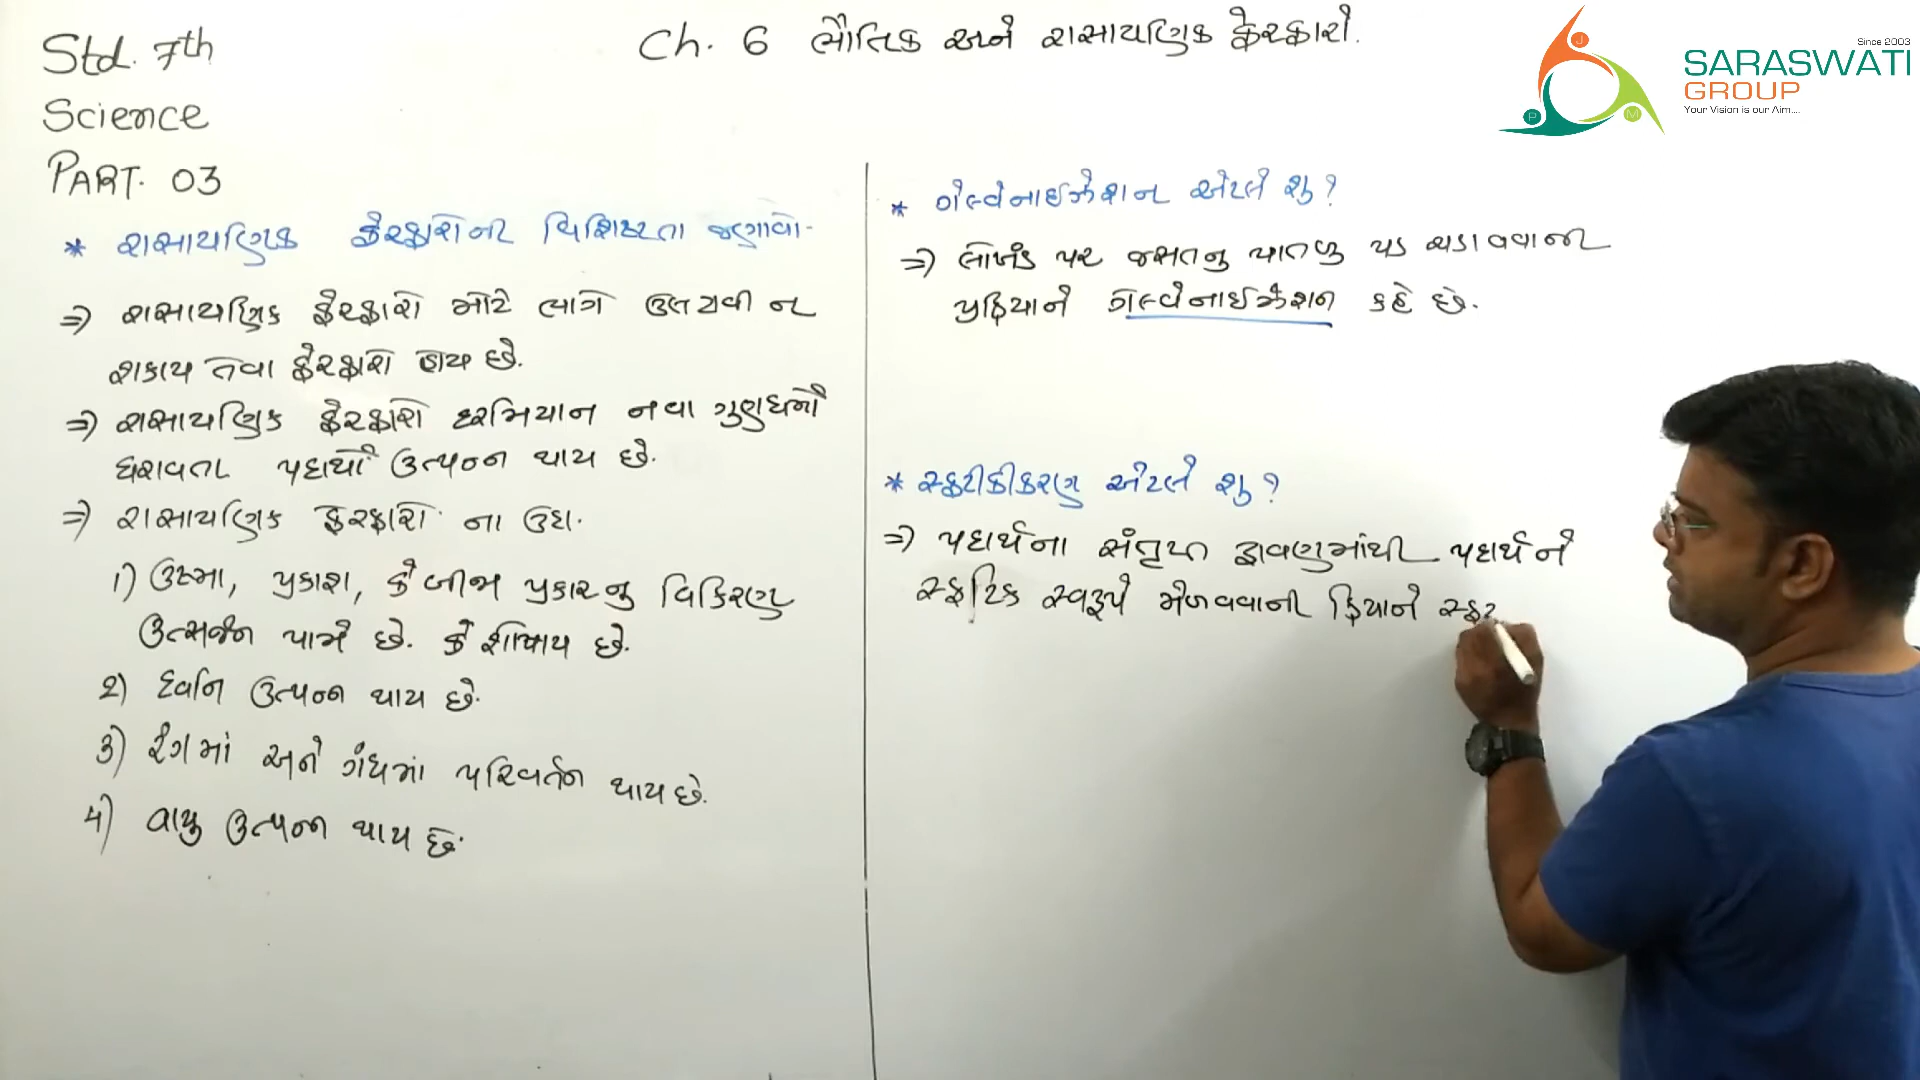 Std. 7th
Science
PART. 03
Ch. 6 ભૌતિક અને રાસાયણિક ફેરફારો.
Since 2003
SARASWATI
GROUP
Your Vision is our Aim....
J
P
M
* રાસાયણિક ફેરફારોની વિશિષ્ટતા જણાવો.
⇒ રાસાયણિક ફેરફારો મોટે ભાગે ઉલટાવી ન
શકાય તેવા ફેરફારો હોય છે.
⇒ રાસાયણિક ફેરફારો દરમિયાન નવા ગુણધર્મો
ધરાવતા પદાર્થો ઉત્પન્ન થાય છે.
⇒ રાસાયણિક ફેરફારો ના ઉદા.
1) ઉષ્મા, પ્રકાશ, કે બીજા પ્રકારનુ વિકિરણ
ઉત્સર્જન પામે છે. કે શોષાય છે.
2) ધ્વનિ ઉત્પન્ન થાય છે.
3) રંગમાં અને ગંધમાં પરિવર્તન થાય છે.
4) વાયુ ઉત્પન્ન થાય છે.
* ગેલ્વેનાઈઝેશન એટલે શુ?
⇒ લોખંડ પર જસતનુ પાતળુ પડ ચડાવવાની
પ્રક્રિયાને ગેલ્વેનાઈઝેશન કહે છે.
* સ્ફટીકીકરણ એટલે શુ?
⇒ પદાર્થના સંતૃપ્ત દ્રાવણમાંથી પદાર્થને
સ્ફટિક સ્વરૂપે મેળવવાની ક્રિયાને સ્ફટ